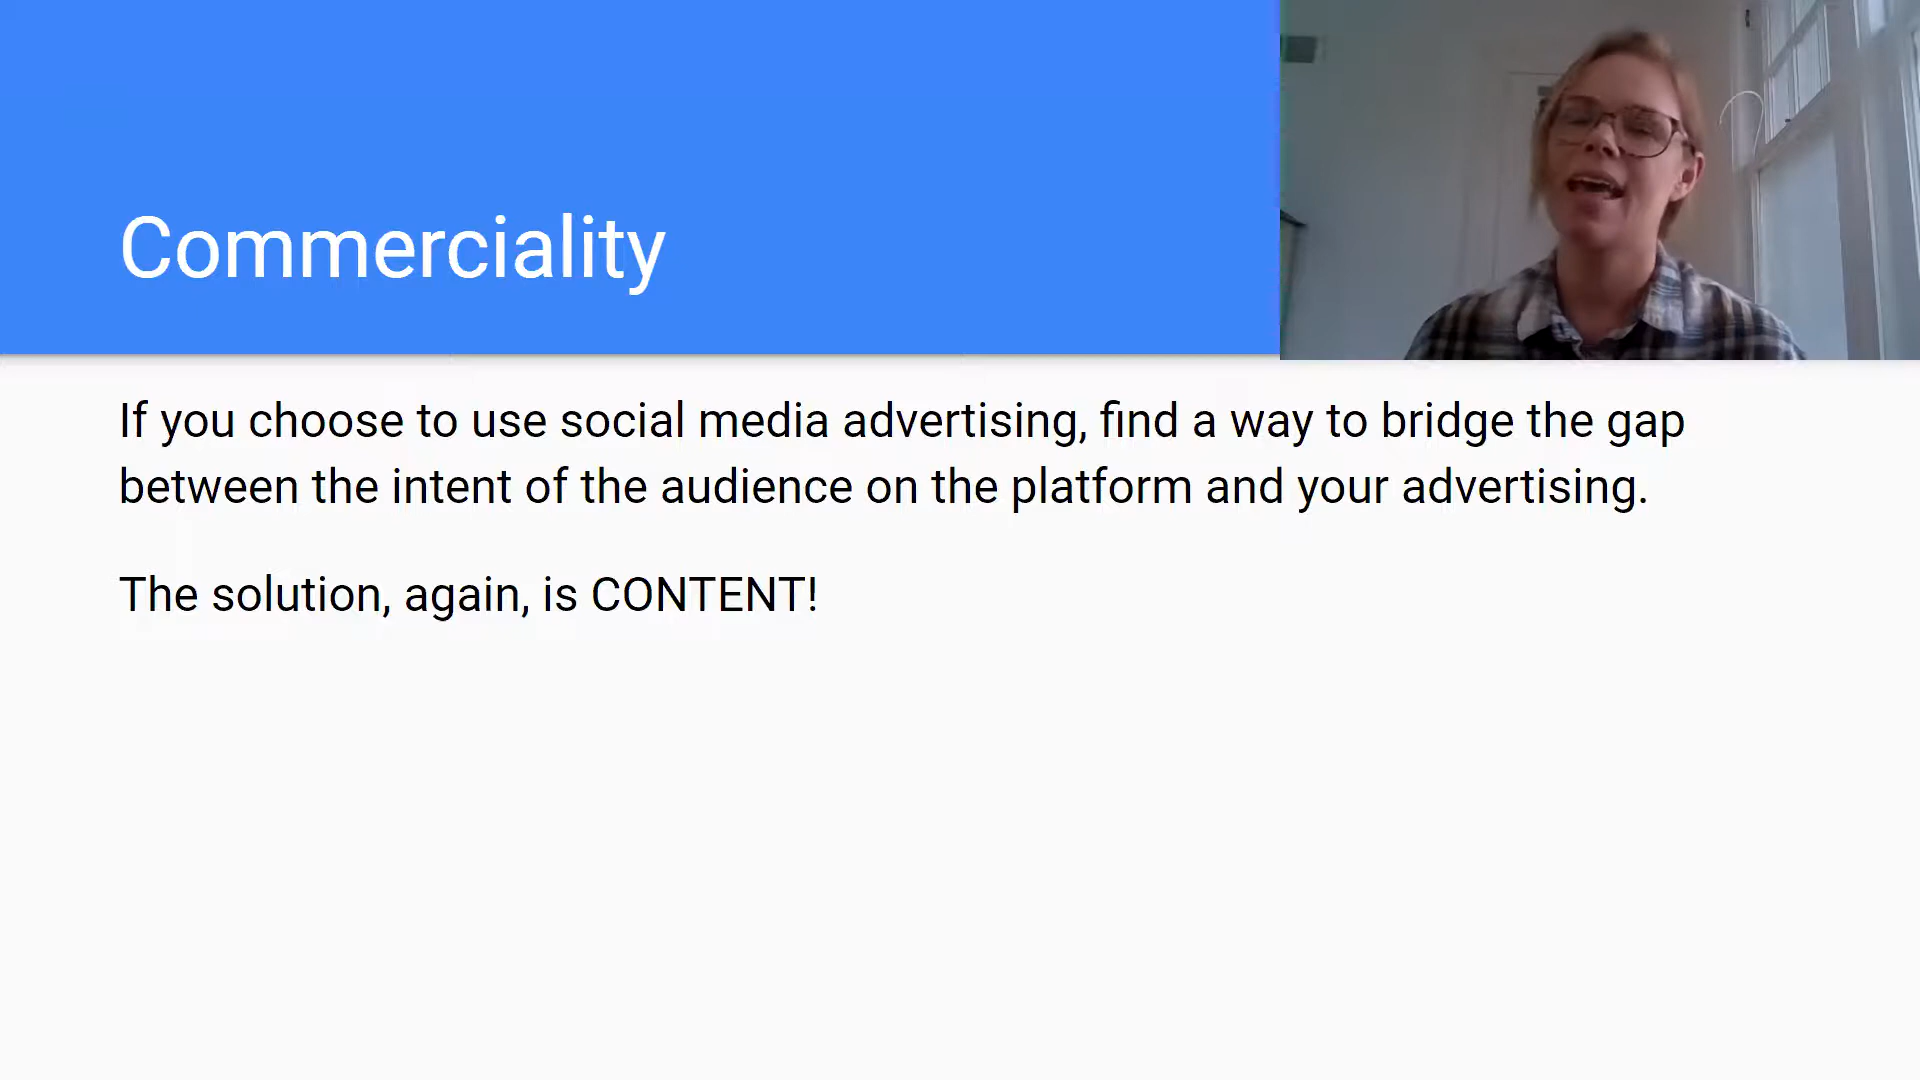 Commerciality
If you choose to use social media advertising, find a way to bridge the gap
between the intent of the audience on the platform and your advertising.
The solution, again, is CONTENT!